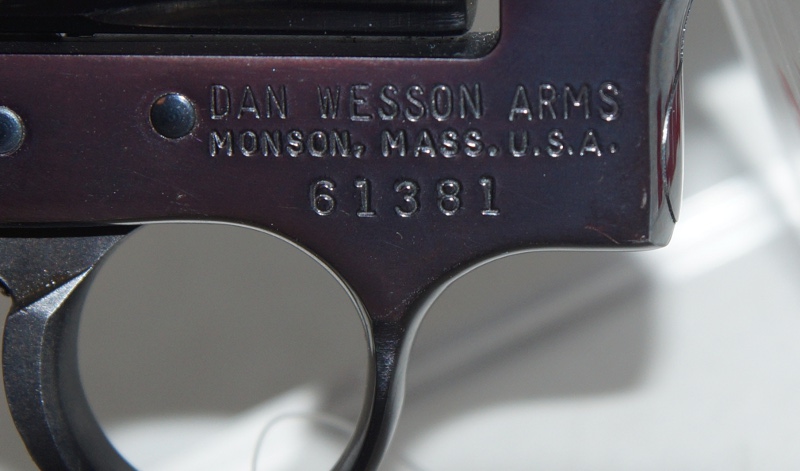 DAN WESSON ARMS
MONSON, MASS. U.S.A.
61381